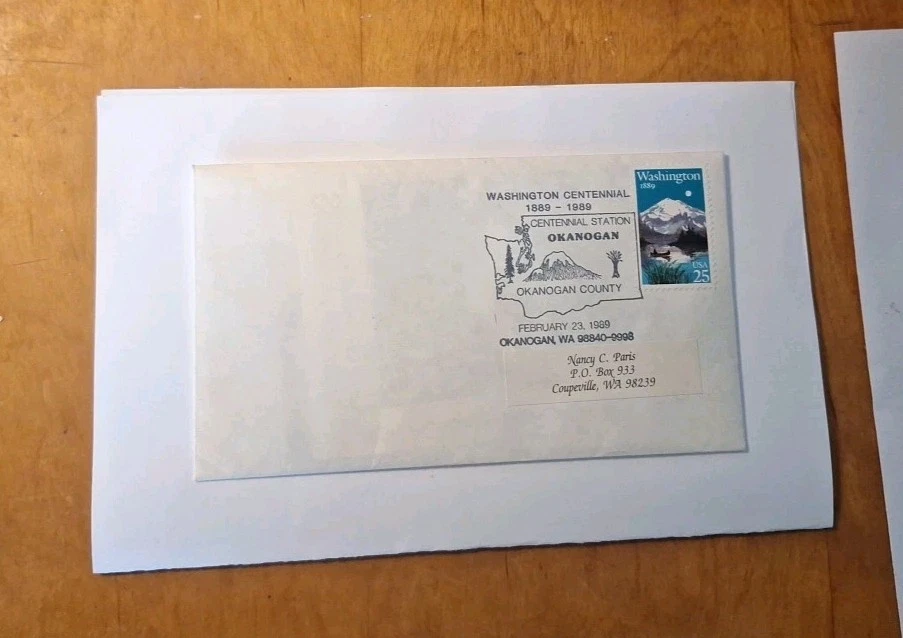 WASHINGTON CENTENNIAL
1889 - 1989
CENTENNIAL STATION
OKANOGAN
OKANOGAN COUNTY
FEBRUARY 23, 1989
OKANOGAN, WA 98840-9998
Washington
1889
USA
25
Nancy C. Paris
P.O. Box 933
Coupeville, WA 98239